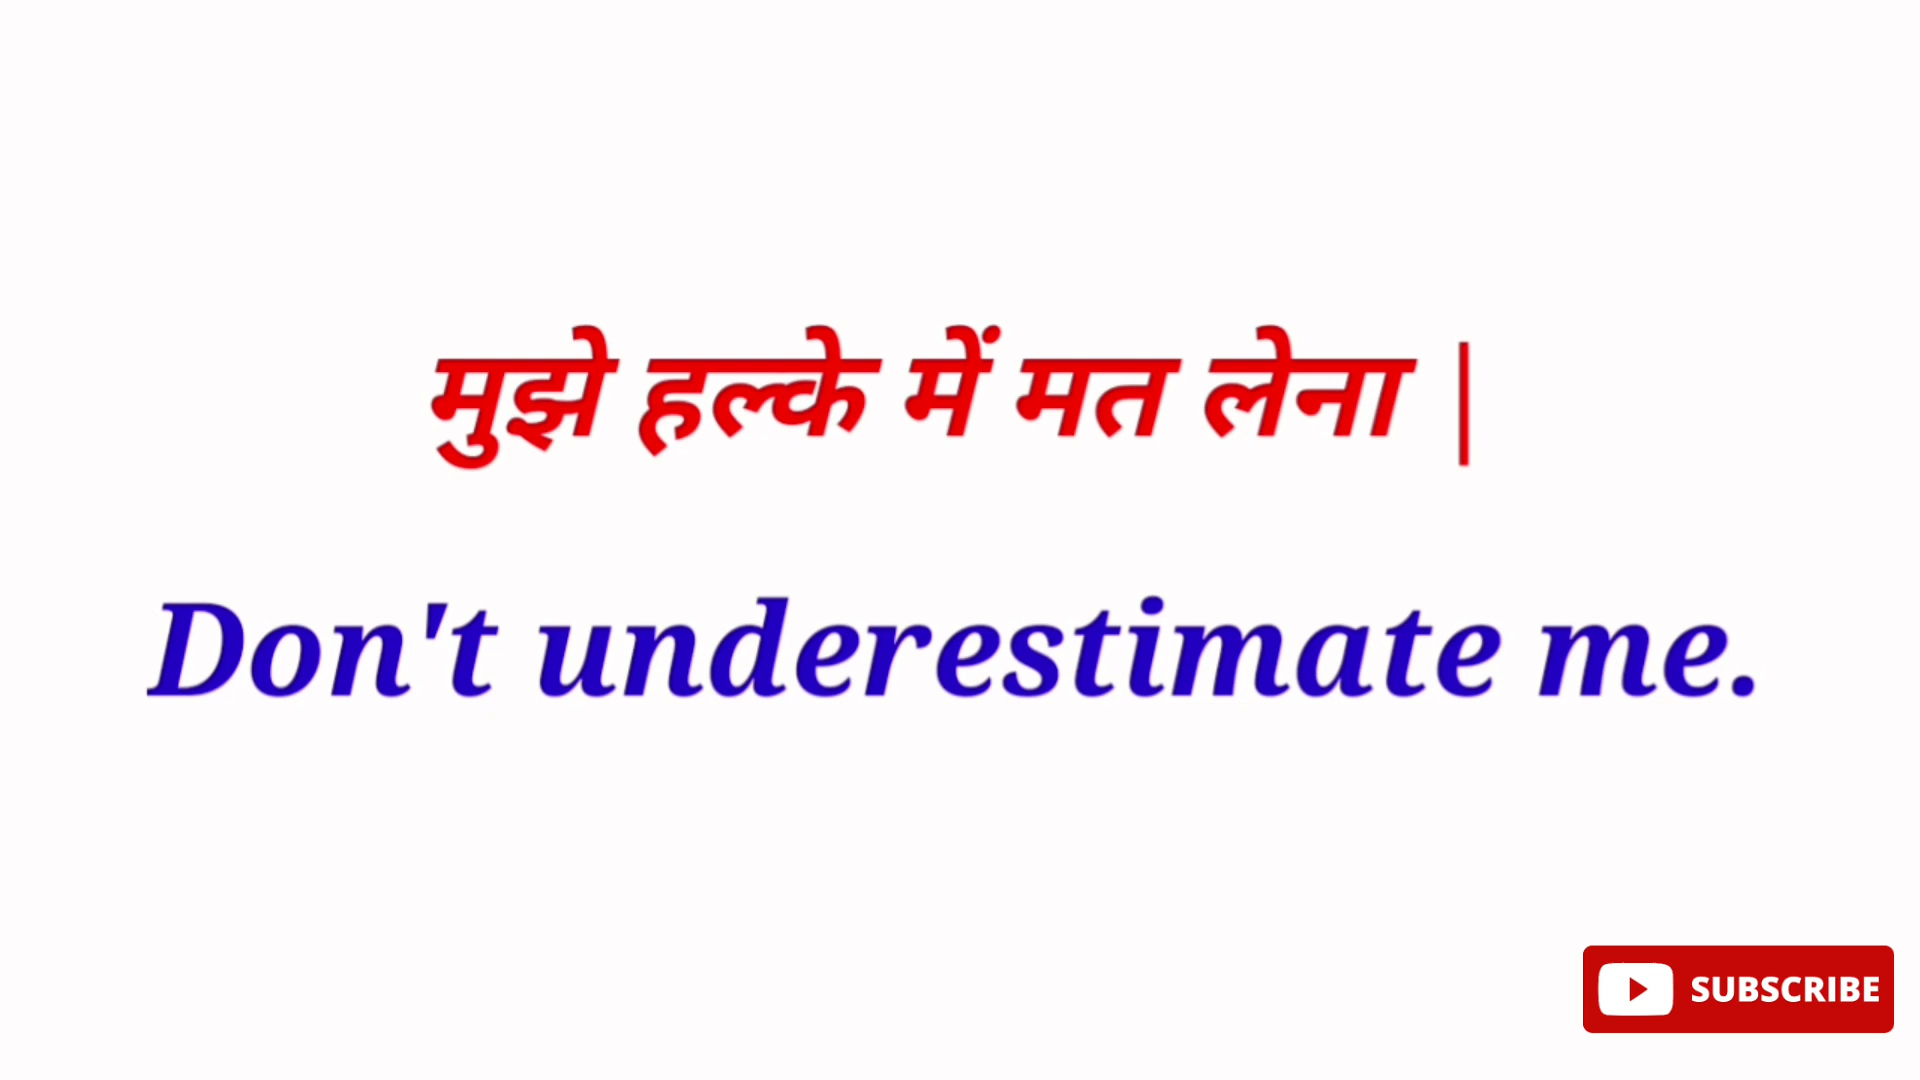 मुझे हल्के में मत लेना |
Don't underestimate me.
SUBSCRIBE